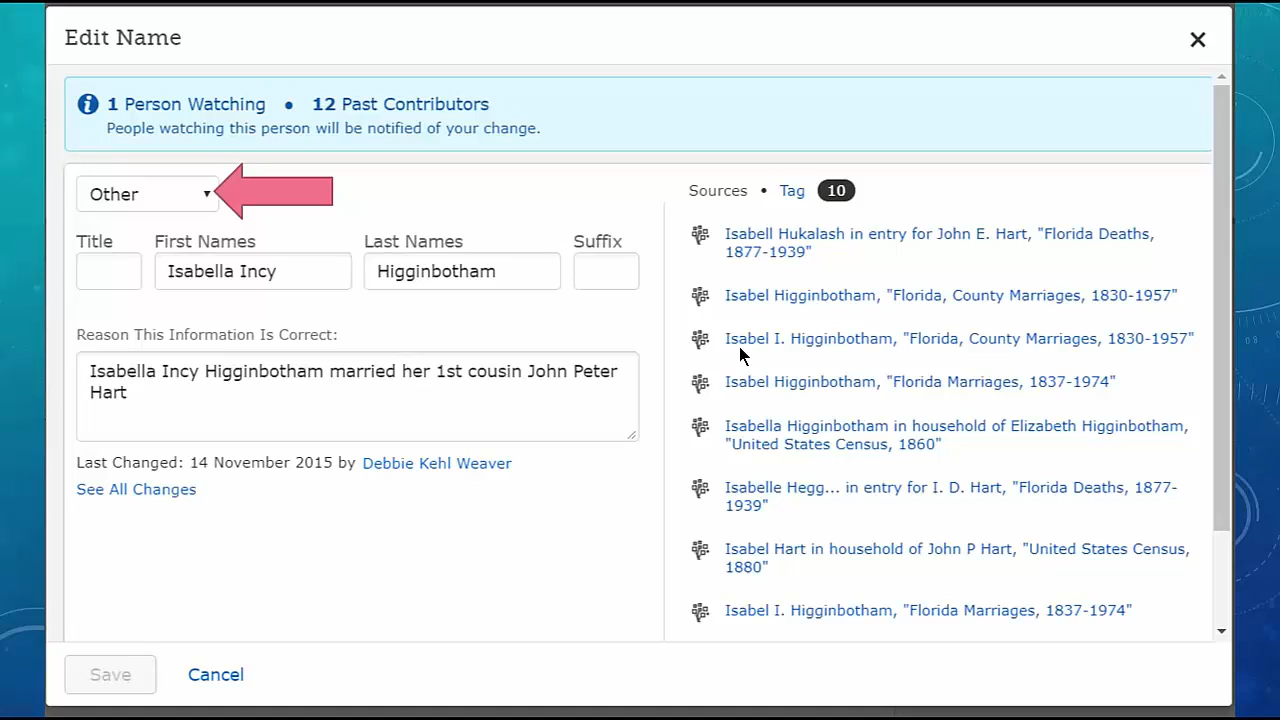 Edit Name
1 Person Watching • 12 Past Contributors
People watching this person will be notified of your change.
Other
Title First Names Last Names Suffix
Isabella Incy Higginbotham
Reason This Information Is Correct:
Isabella Incy Higginbotham married her 1st cousin John Peter
Hart
Last Changed: 14 November 2015 by Debbie Kehl Weaver
See All Changes
Sources • Tag 10
Isabell Hukalash in entry for John E. Hart, "Florida Deaths,
1877-1939"
Isabel Higginbotham, "Florida, County Marriages, 1830-1957"
Isabel I. Higginbotham, "Florida, County Marriages, 1830-1957"
Isabel Higginbotham, "Florida Marriages, 1837-1974"
Isabella Higginbotham in household of Elizabeth Higginbotham,
"United States Census, 1860"
Isabelle Hegg... in entry for I. D. Hart, "Florida Deaths, 1877-
1939"
Isabel Hart in household of John P Hart, "United States Census,
1880"
Isabel I. Higginbotham, "Florida Marriages, 1837-1974"
Save Cancel